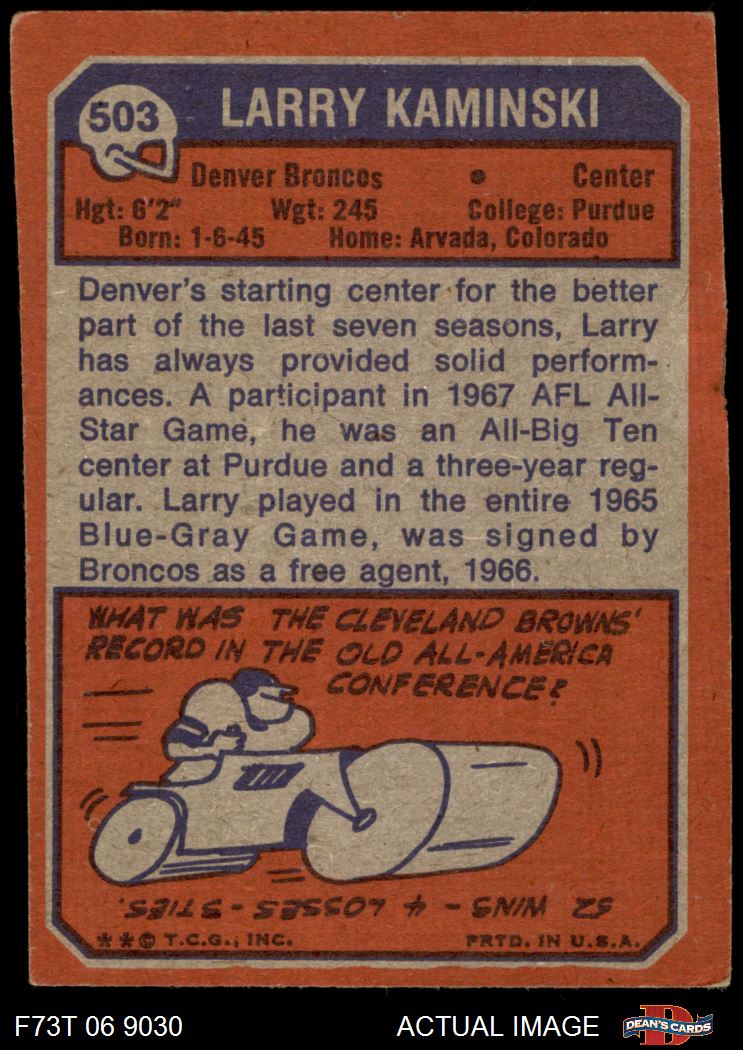 503
LARRY KAMINSKI
Denver Broncos • Center
Hgt: 6'2" Wgt: 245 College: Purdue
Born: 1-6-45 Home: Arvada, Colorado
Denver's starting center for the better
part of the last seven seasons, Larry
has always provided solid perform-
ances. A participant in 1967 AFL All-
Star Game, he was an All-Big Ten
center at Purdue and a three-year reg-
ular. Larry played in the entire 1965
Blue-Gray Game, was signed by
Broncos as a free agent, 1966.
WHAT WAS THE CLEVELAND BROWNS'
RECORD IN THE OLD ALL-AMERICA
CONFERENCE?
52 WINS - 4 LOSSES - 3 TIES.
**© T.C.G., INC. PRTD. IN U.S.A.
F73T 06 9030 ACTUAL IMAGE
D
DEAN'S CARDS